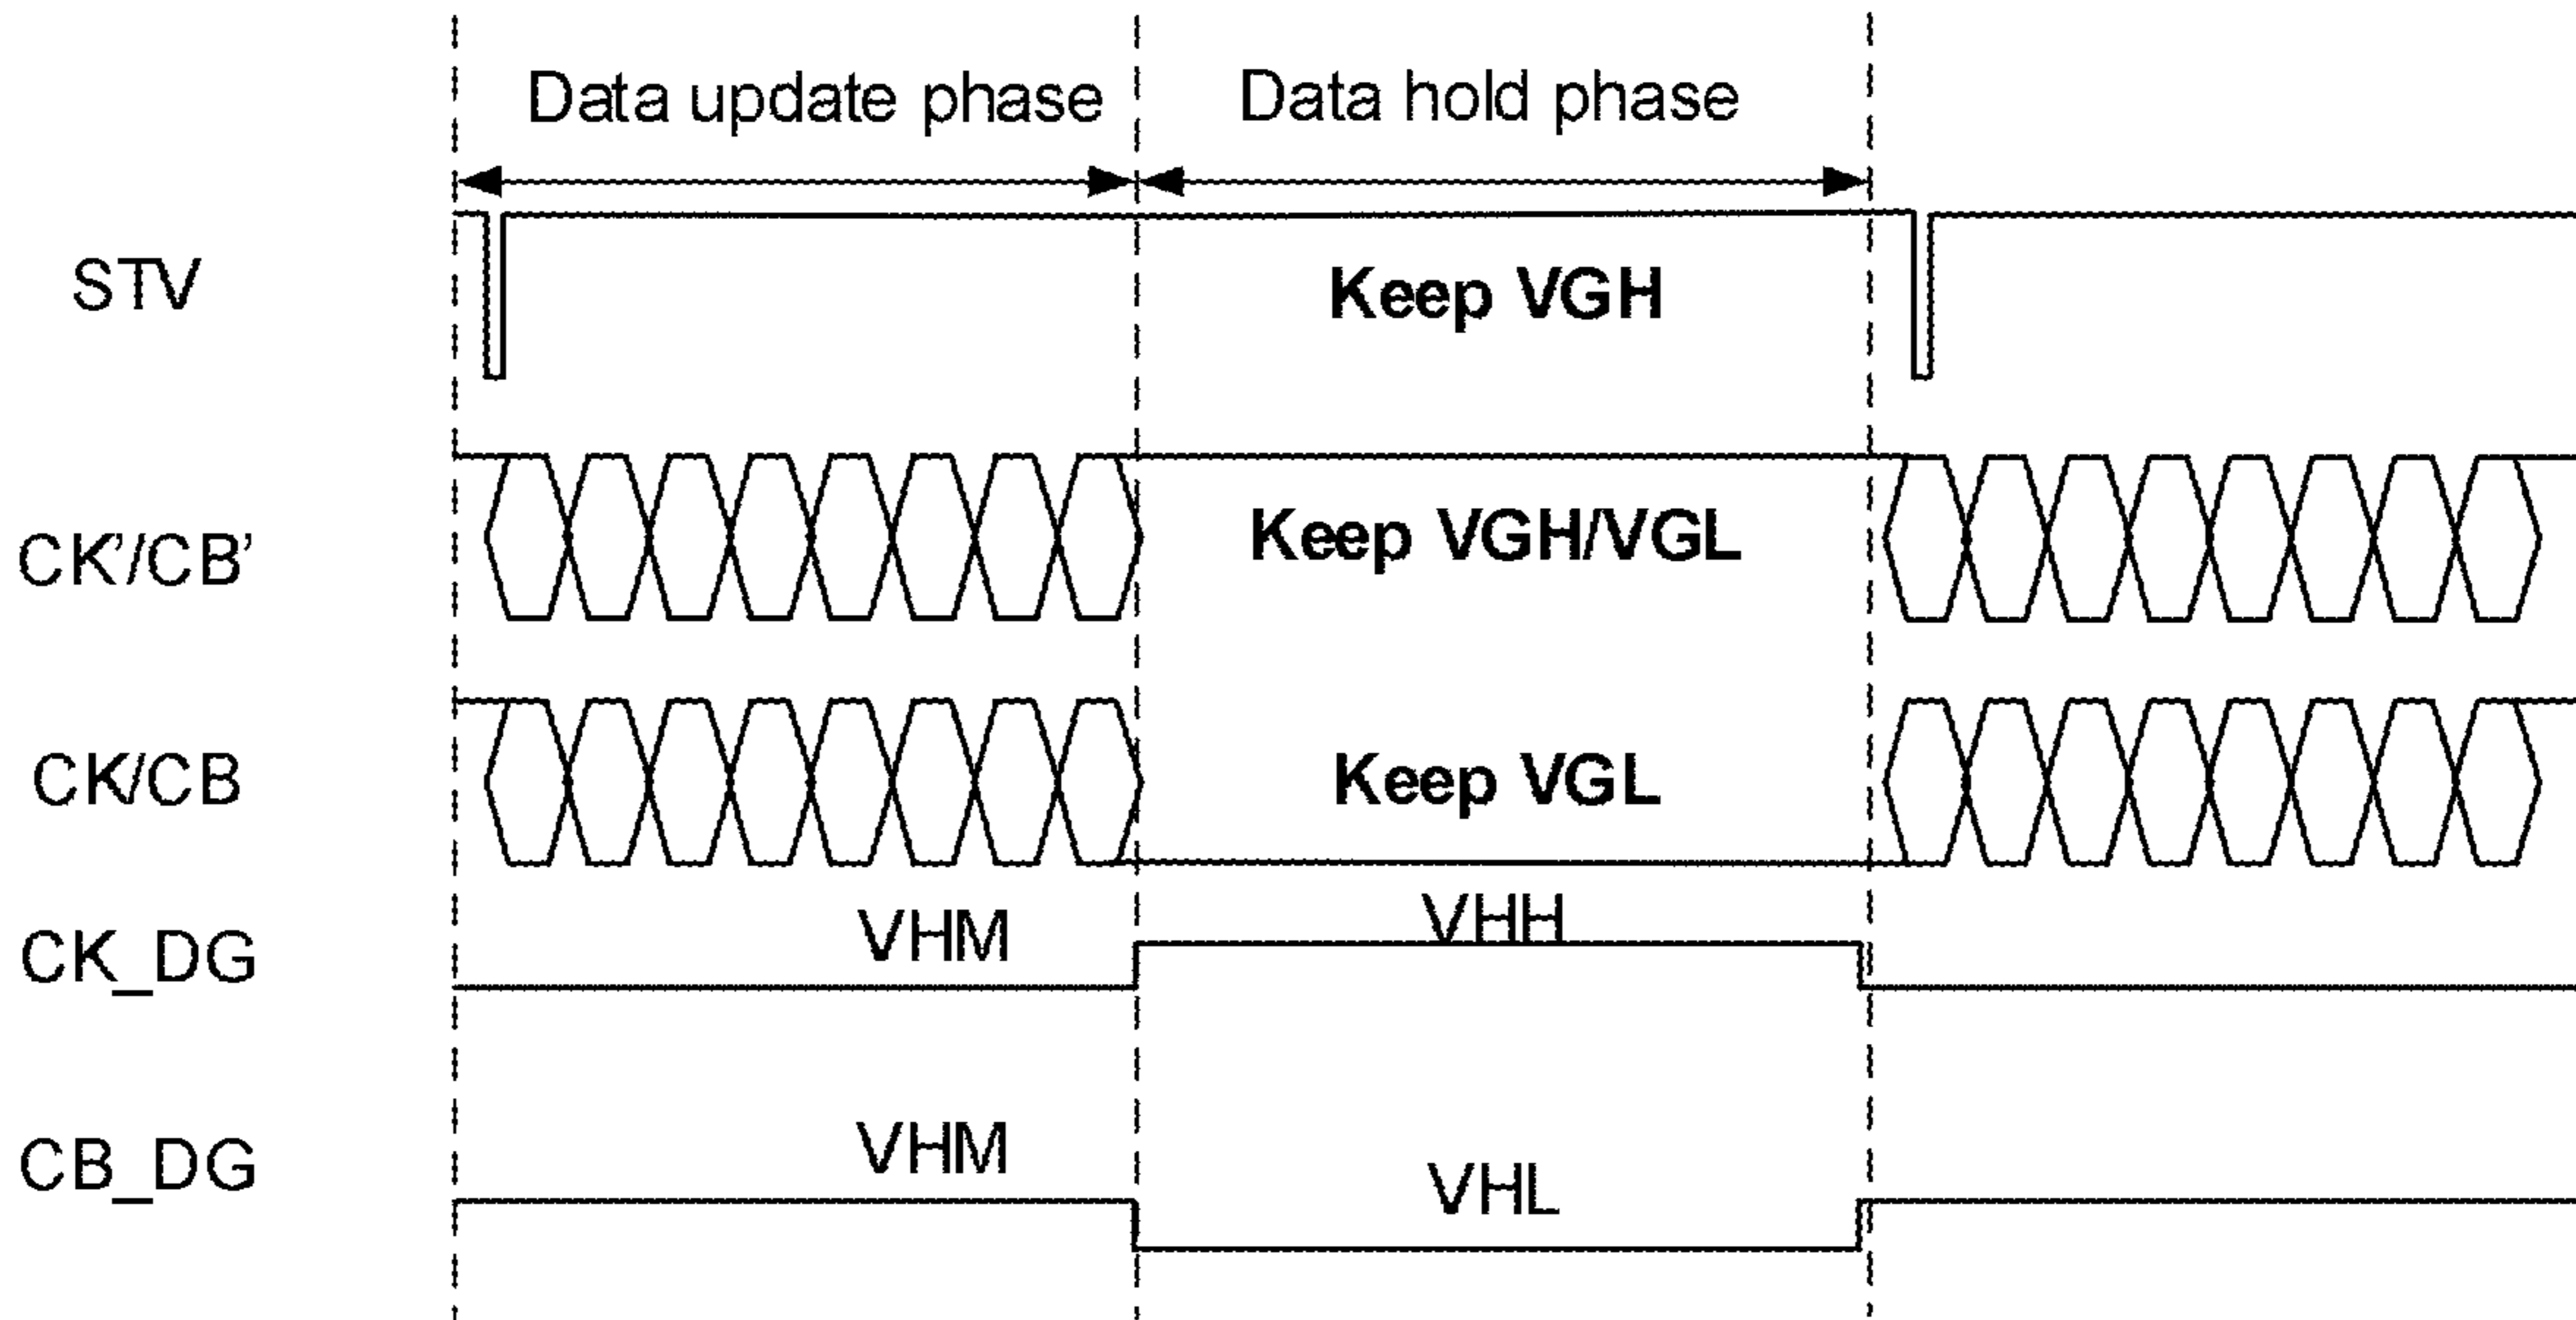 Data update phase Data hold phase
STV Keep VGH
CK'/CB' Keep VGH/VGL
CK/CB Keep VGL
CK_DG VHM VHH
CB_DG VHM VHL